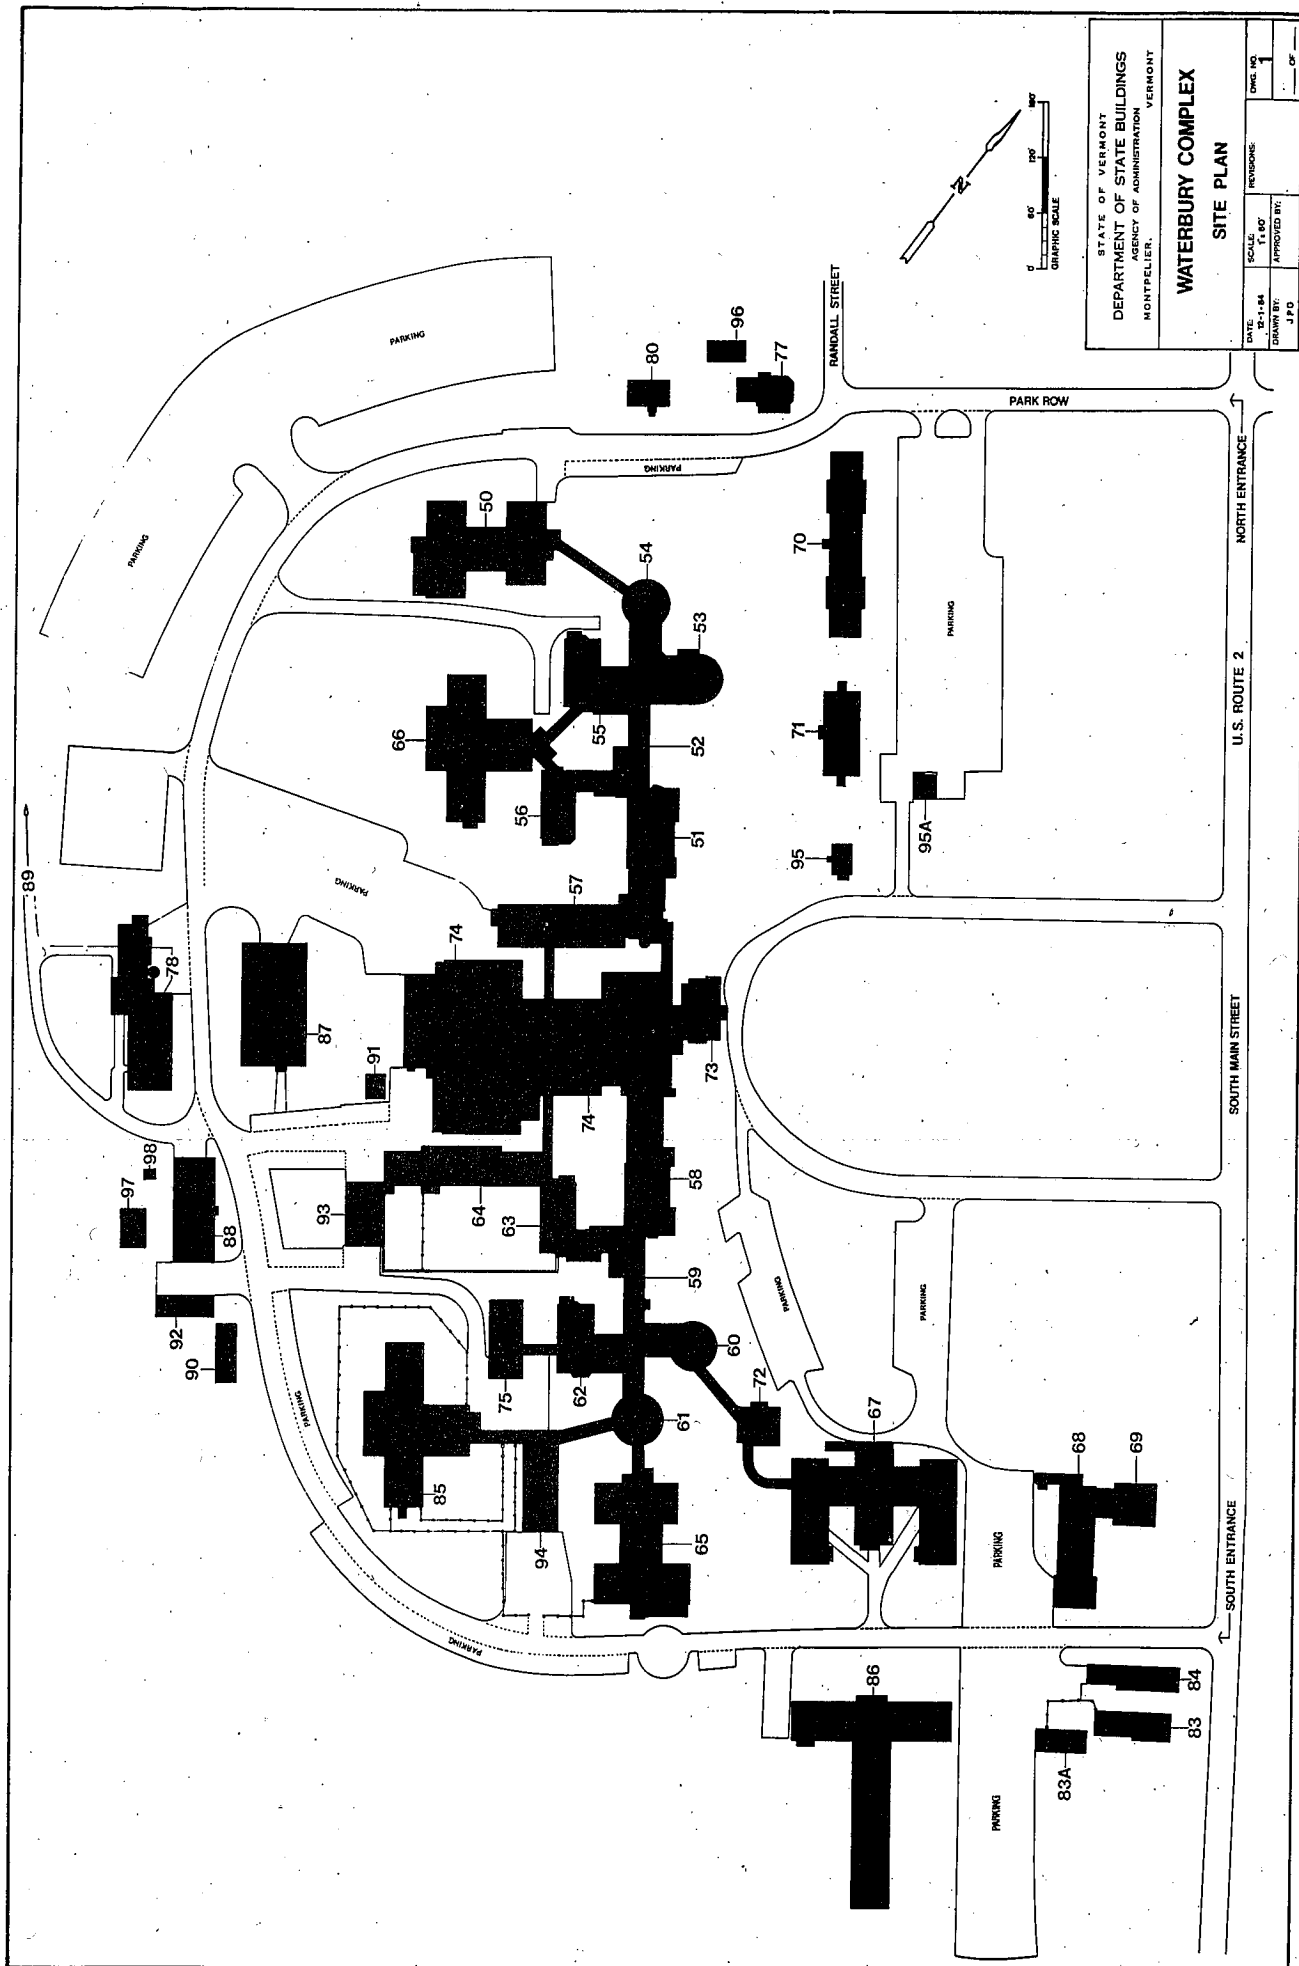 STATE OF VERMONT
DEPARTMENT OF STATE BUILDINGS
AGENCY OF ADMINISTRATION
MONTPELIER, VERMONT
WATERBURY COMPLEX
SITE PLAN
DATE: 12-1-84
SCALE: 1"=60'
REVISIONS:
DWG. NO. 1
DRAWN BY: JPG
APPROVED BY:
OF
N
0' 60' 120' 180'
GRAPHIC SCALE
PARKING
PARKING
80
96
77
RANDALL STREET
PARK ROW
PARKING
NORTH ENTRANCE
50
54
53
70
PARKING
U.S. ROUTE 2
66
55
52
71
56
51
95A
95
89
PARKING
57
78
74
87
91
73
74
SOUTH MAIN STREET
98
97
88
93
64
63
58
59
PARKING
PARKING
92
90
PARKING
75
62
60
72
61
67
68
69
85
94
65
PARKING
SOUTH ENTRANCE
PARKING
86
84
83
83A
PARKING